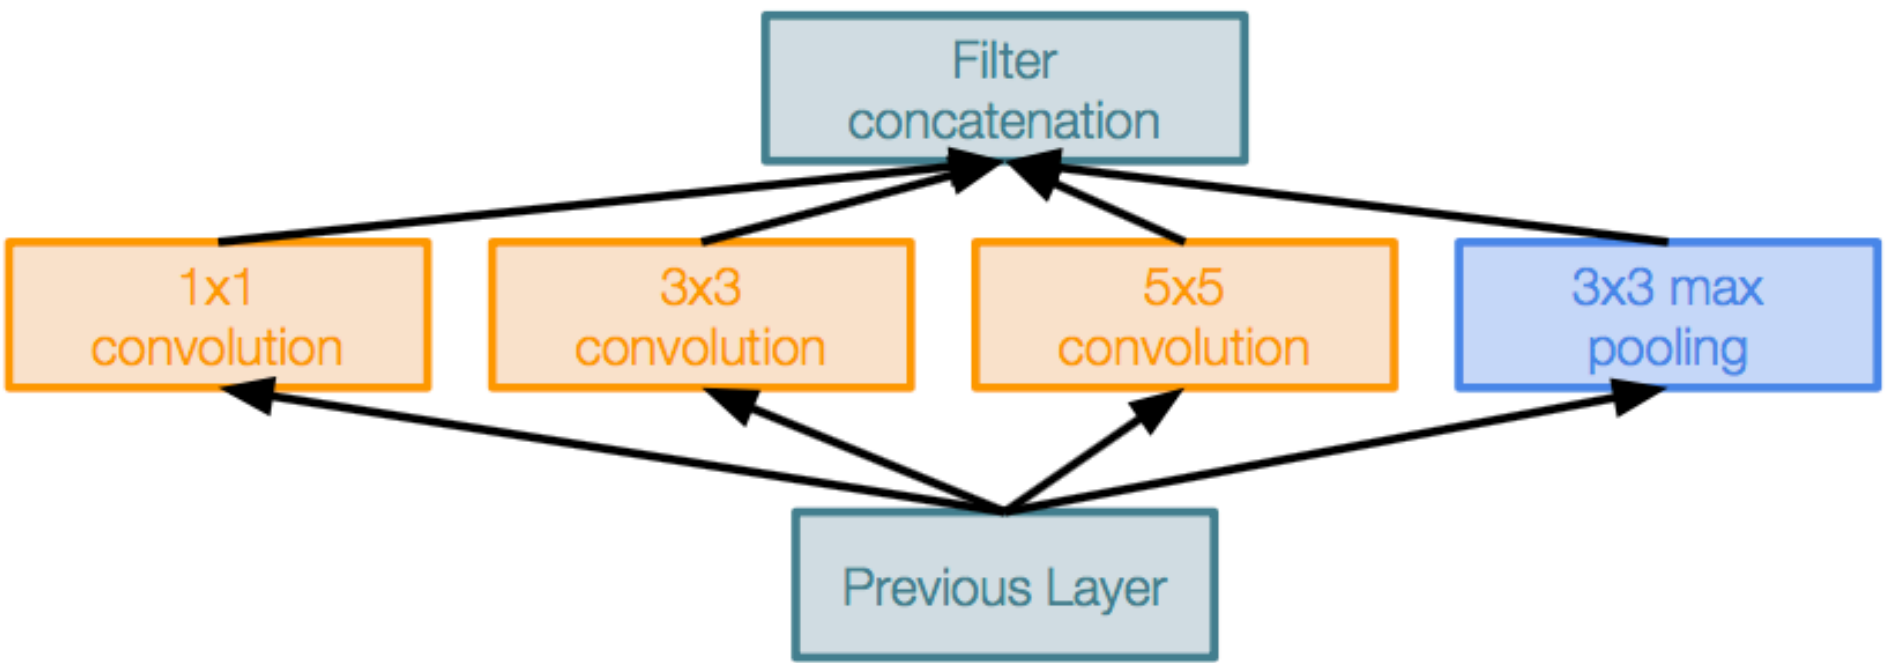 Filter
concatenation
1x1
convolution
3x3
convolution
5x5
convolution
3x3 max
pooling
Previous Layer